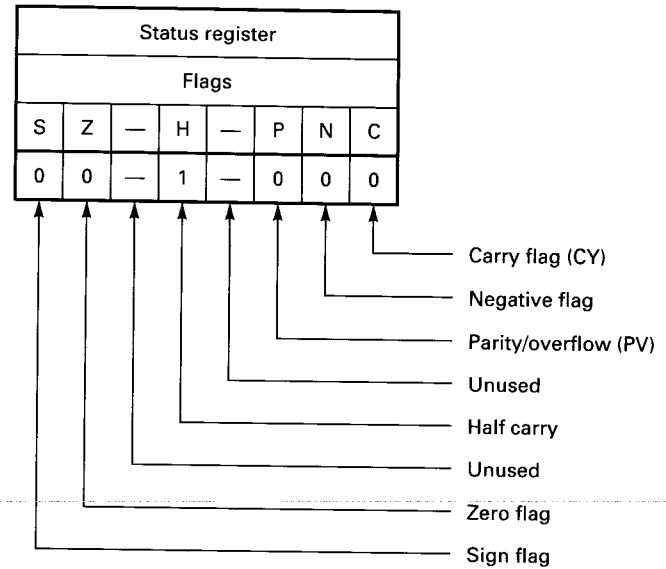 Status register
Flags
S Z — H — P N C
0 0 — 1 — 0 0 0
Carry flag (CY)
Negative flag
Parity/overflow (PV)
Unused
Half carry
Unused
Zero flag
Sign flag